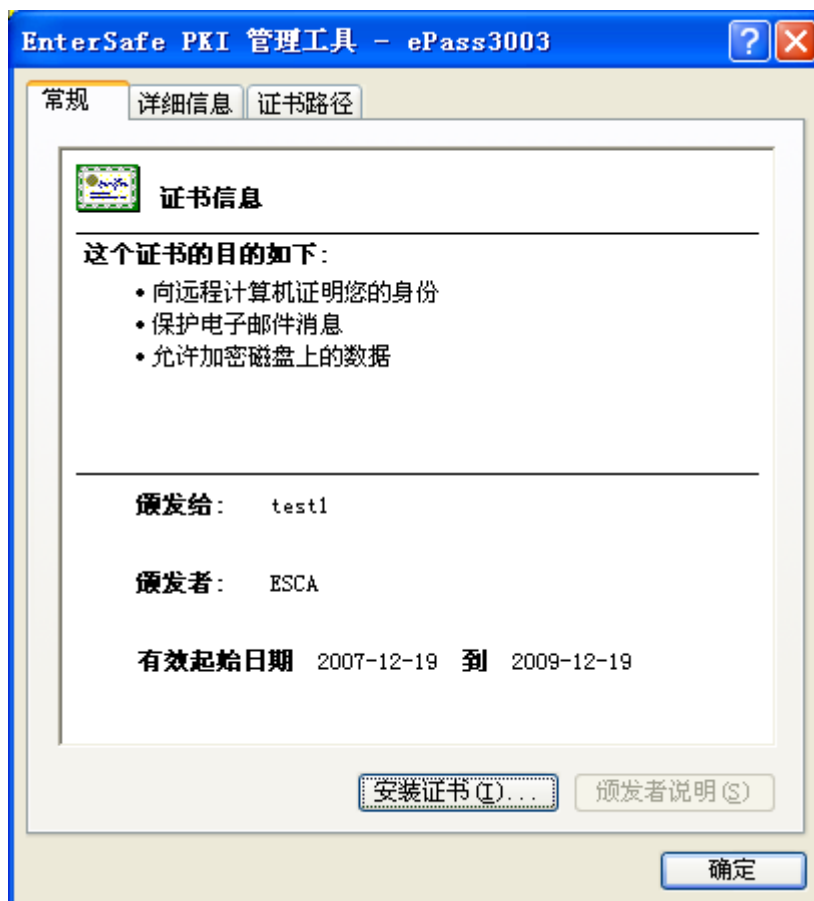 EnterSafe PKI 管理工具 - ePass3003
常规 详细信息 证书路径
证书信息
这个证书的目的如下:
•向远程计算机证明您的身份
•保护电子邮件消息
•允许加密磁盘上的数据
颁发给: test1
颁发者: ESCA
有效起始日期 2007-12-19 到 2009-12-19
安装证书(I)... 颁发者说明(S)
确定